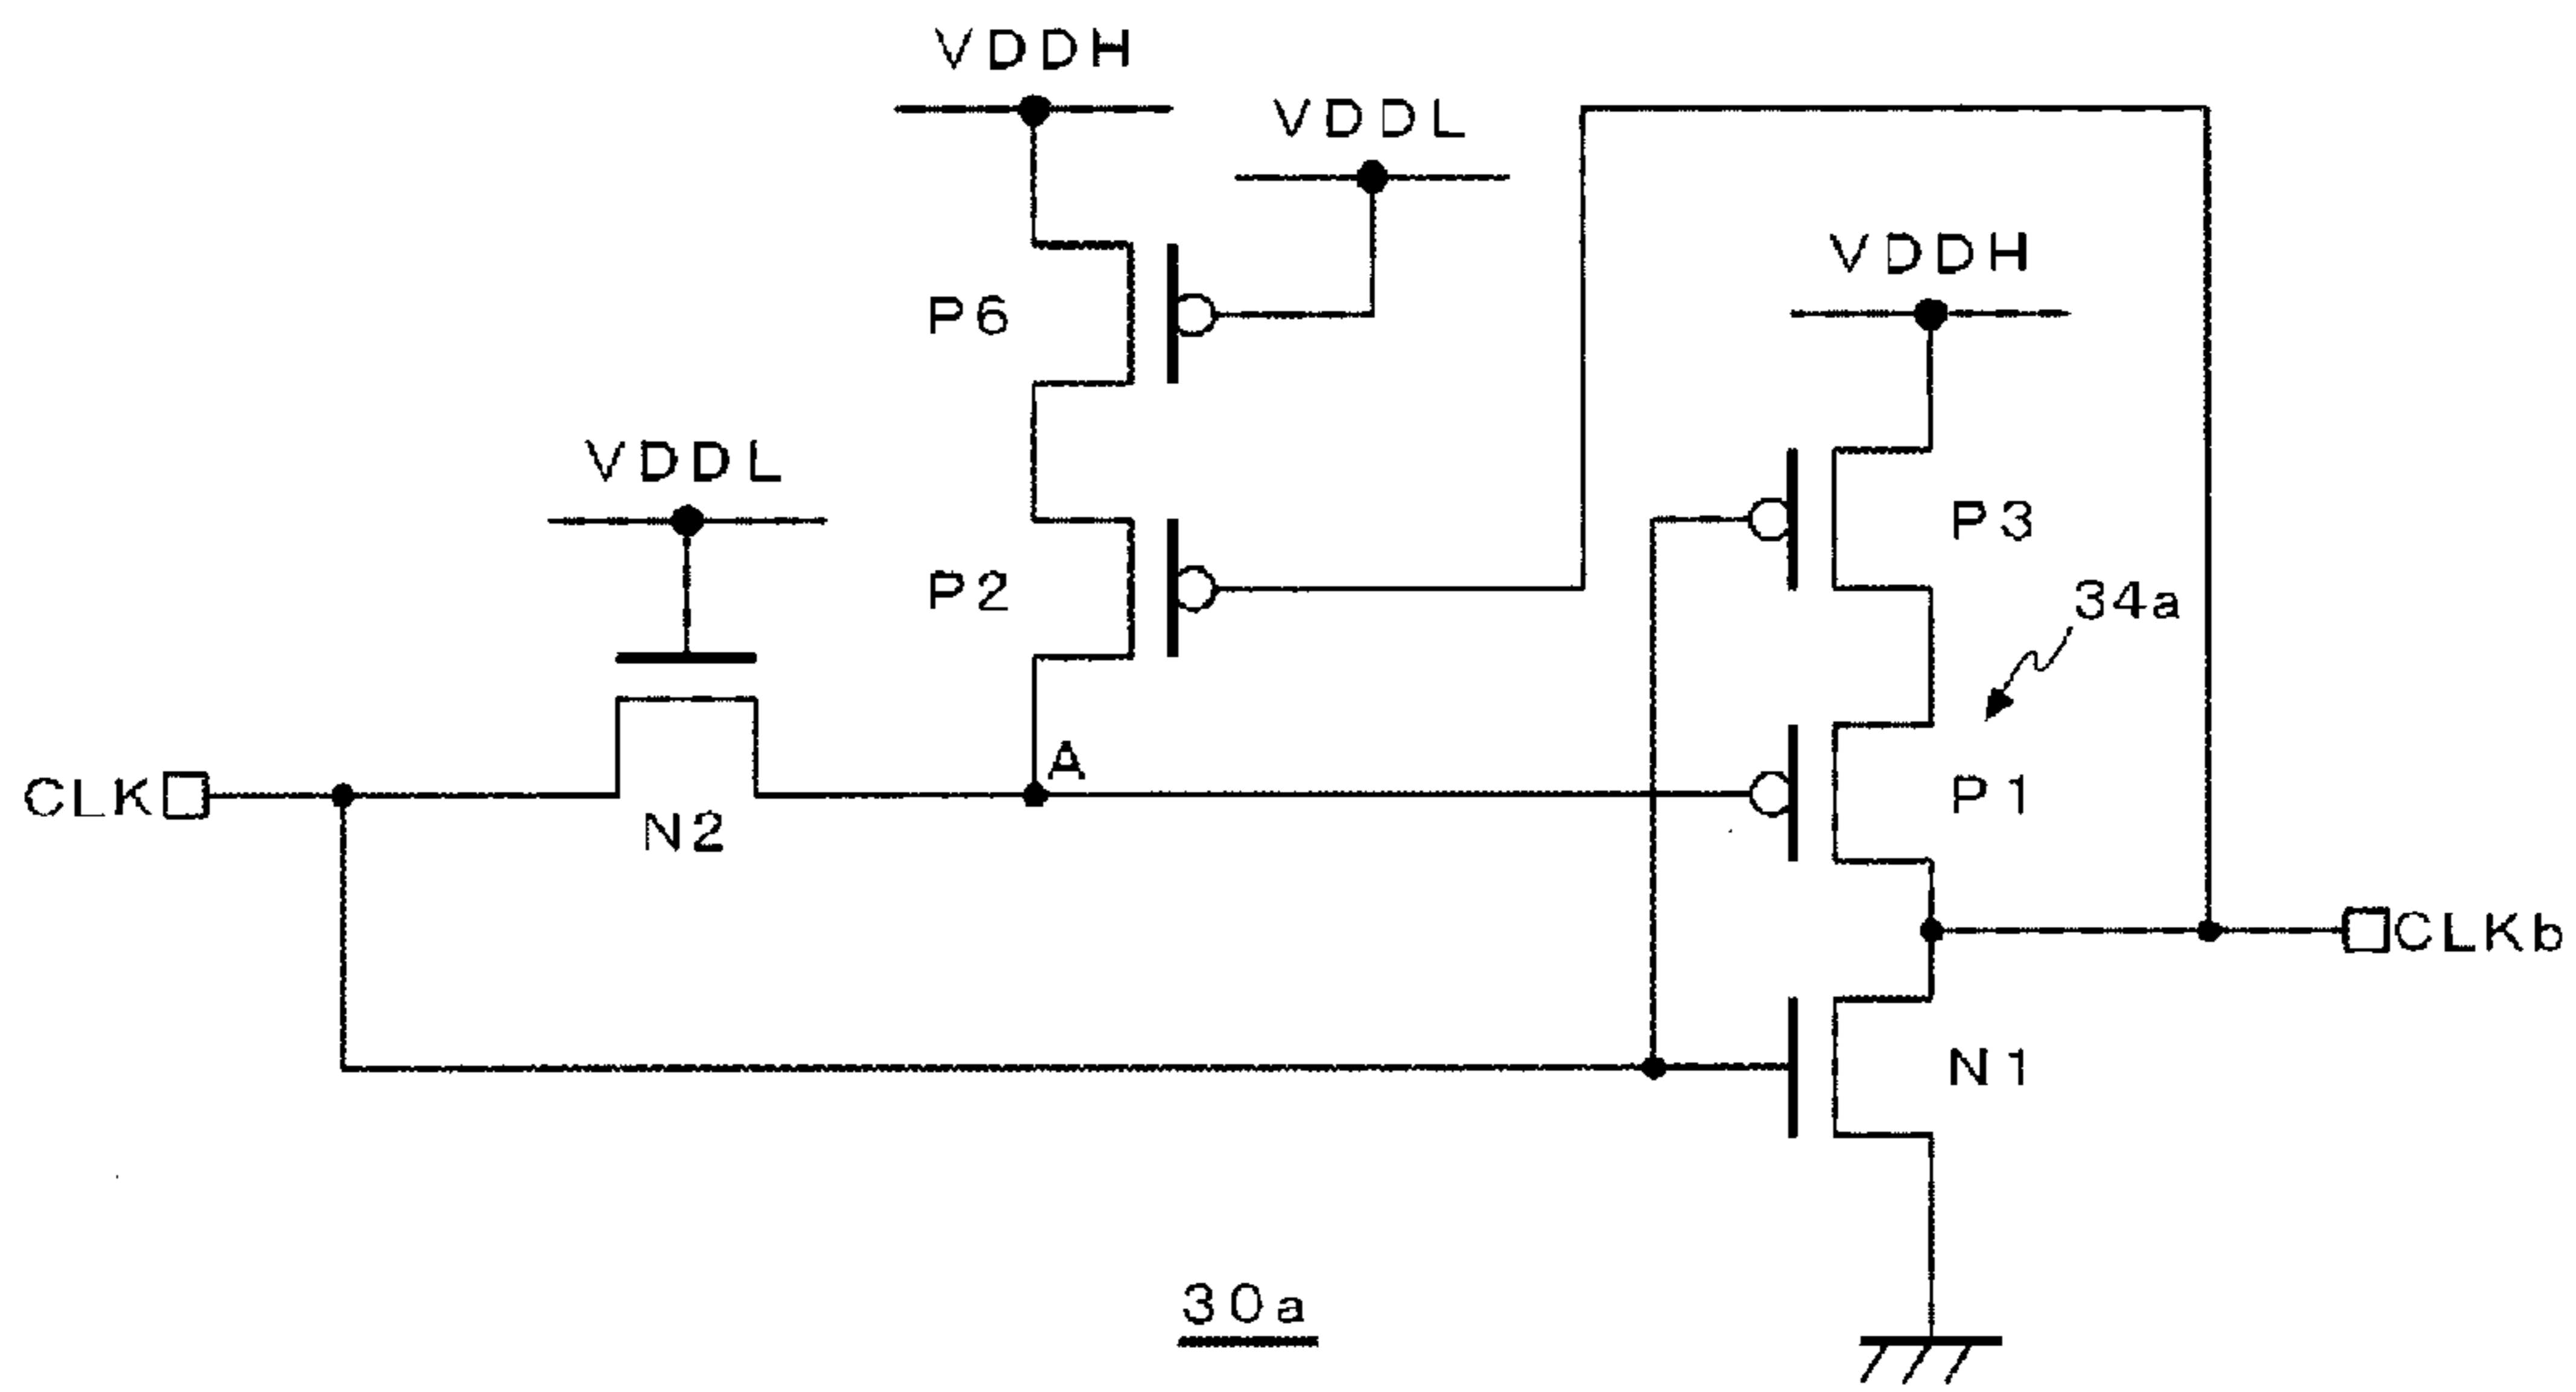 VDDH
VDDL
VDDH
P6
VDDL
P3
P2
34a
A
CLK
P1
N2
CLKb
N1
30a